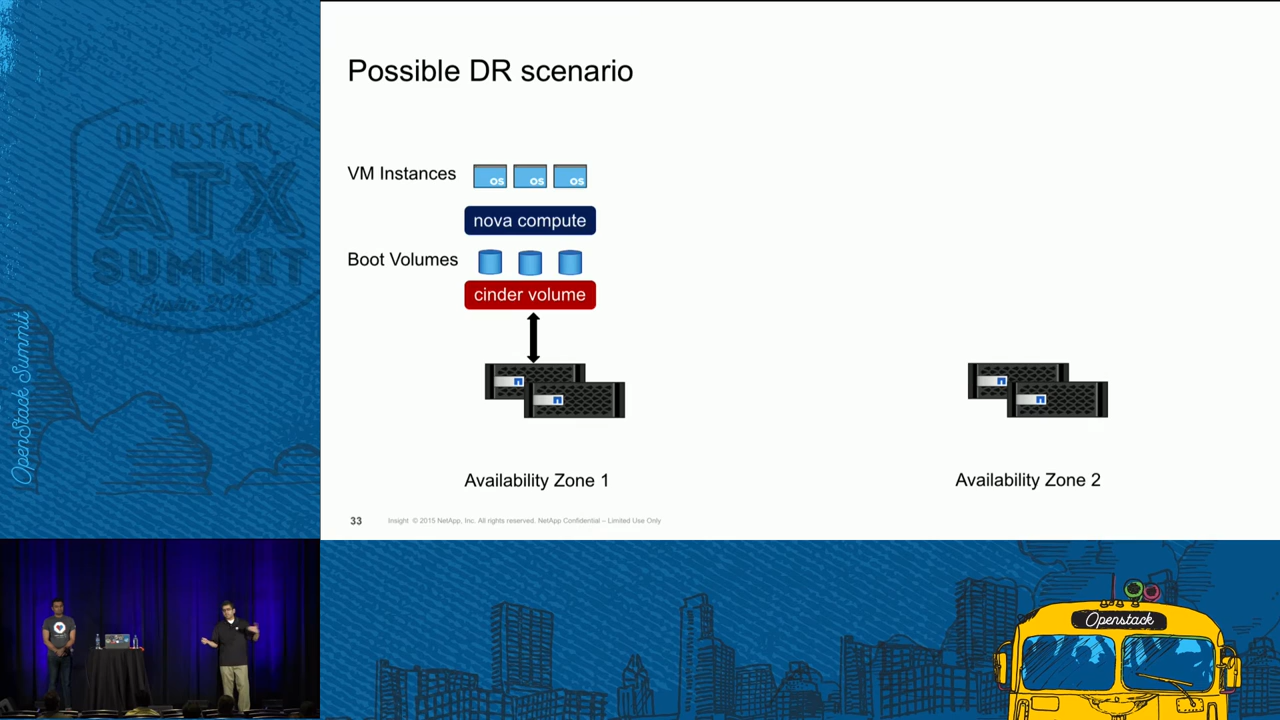 OPENSTACK
ATX
SUMMIT
Austin
OpenStack Summit
Possible DR scenario
VM Instances
os os os
nova compute
Boot Volumes
cinder volume
Availability Zone 1
Availability Zone 2
33
Insight © 2015 NetApp, Inc. All rights reserved. NetApp Confidential – Limited Use Only
Openstack